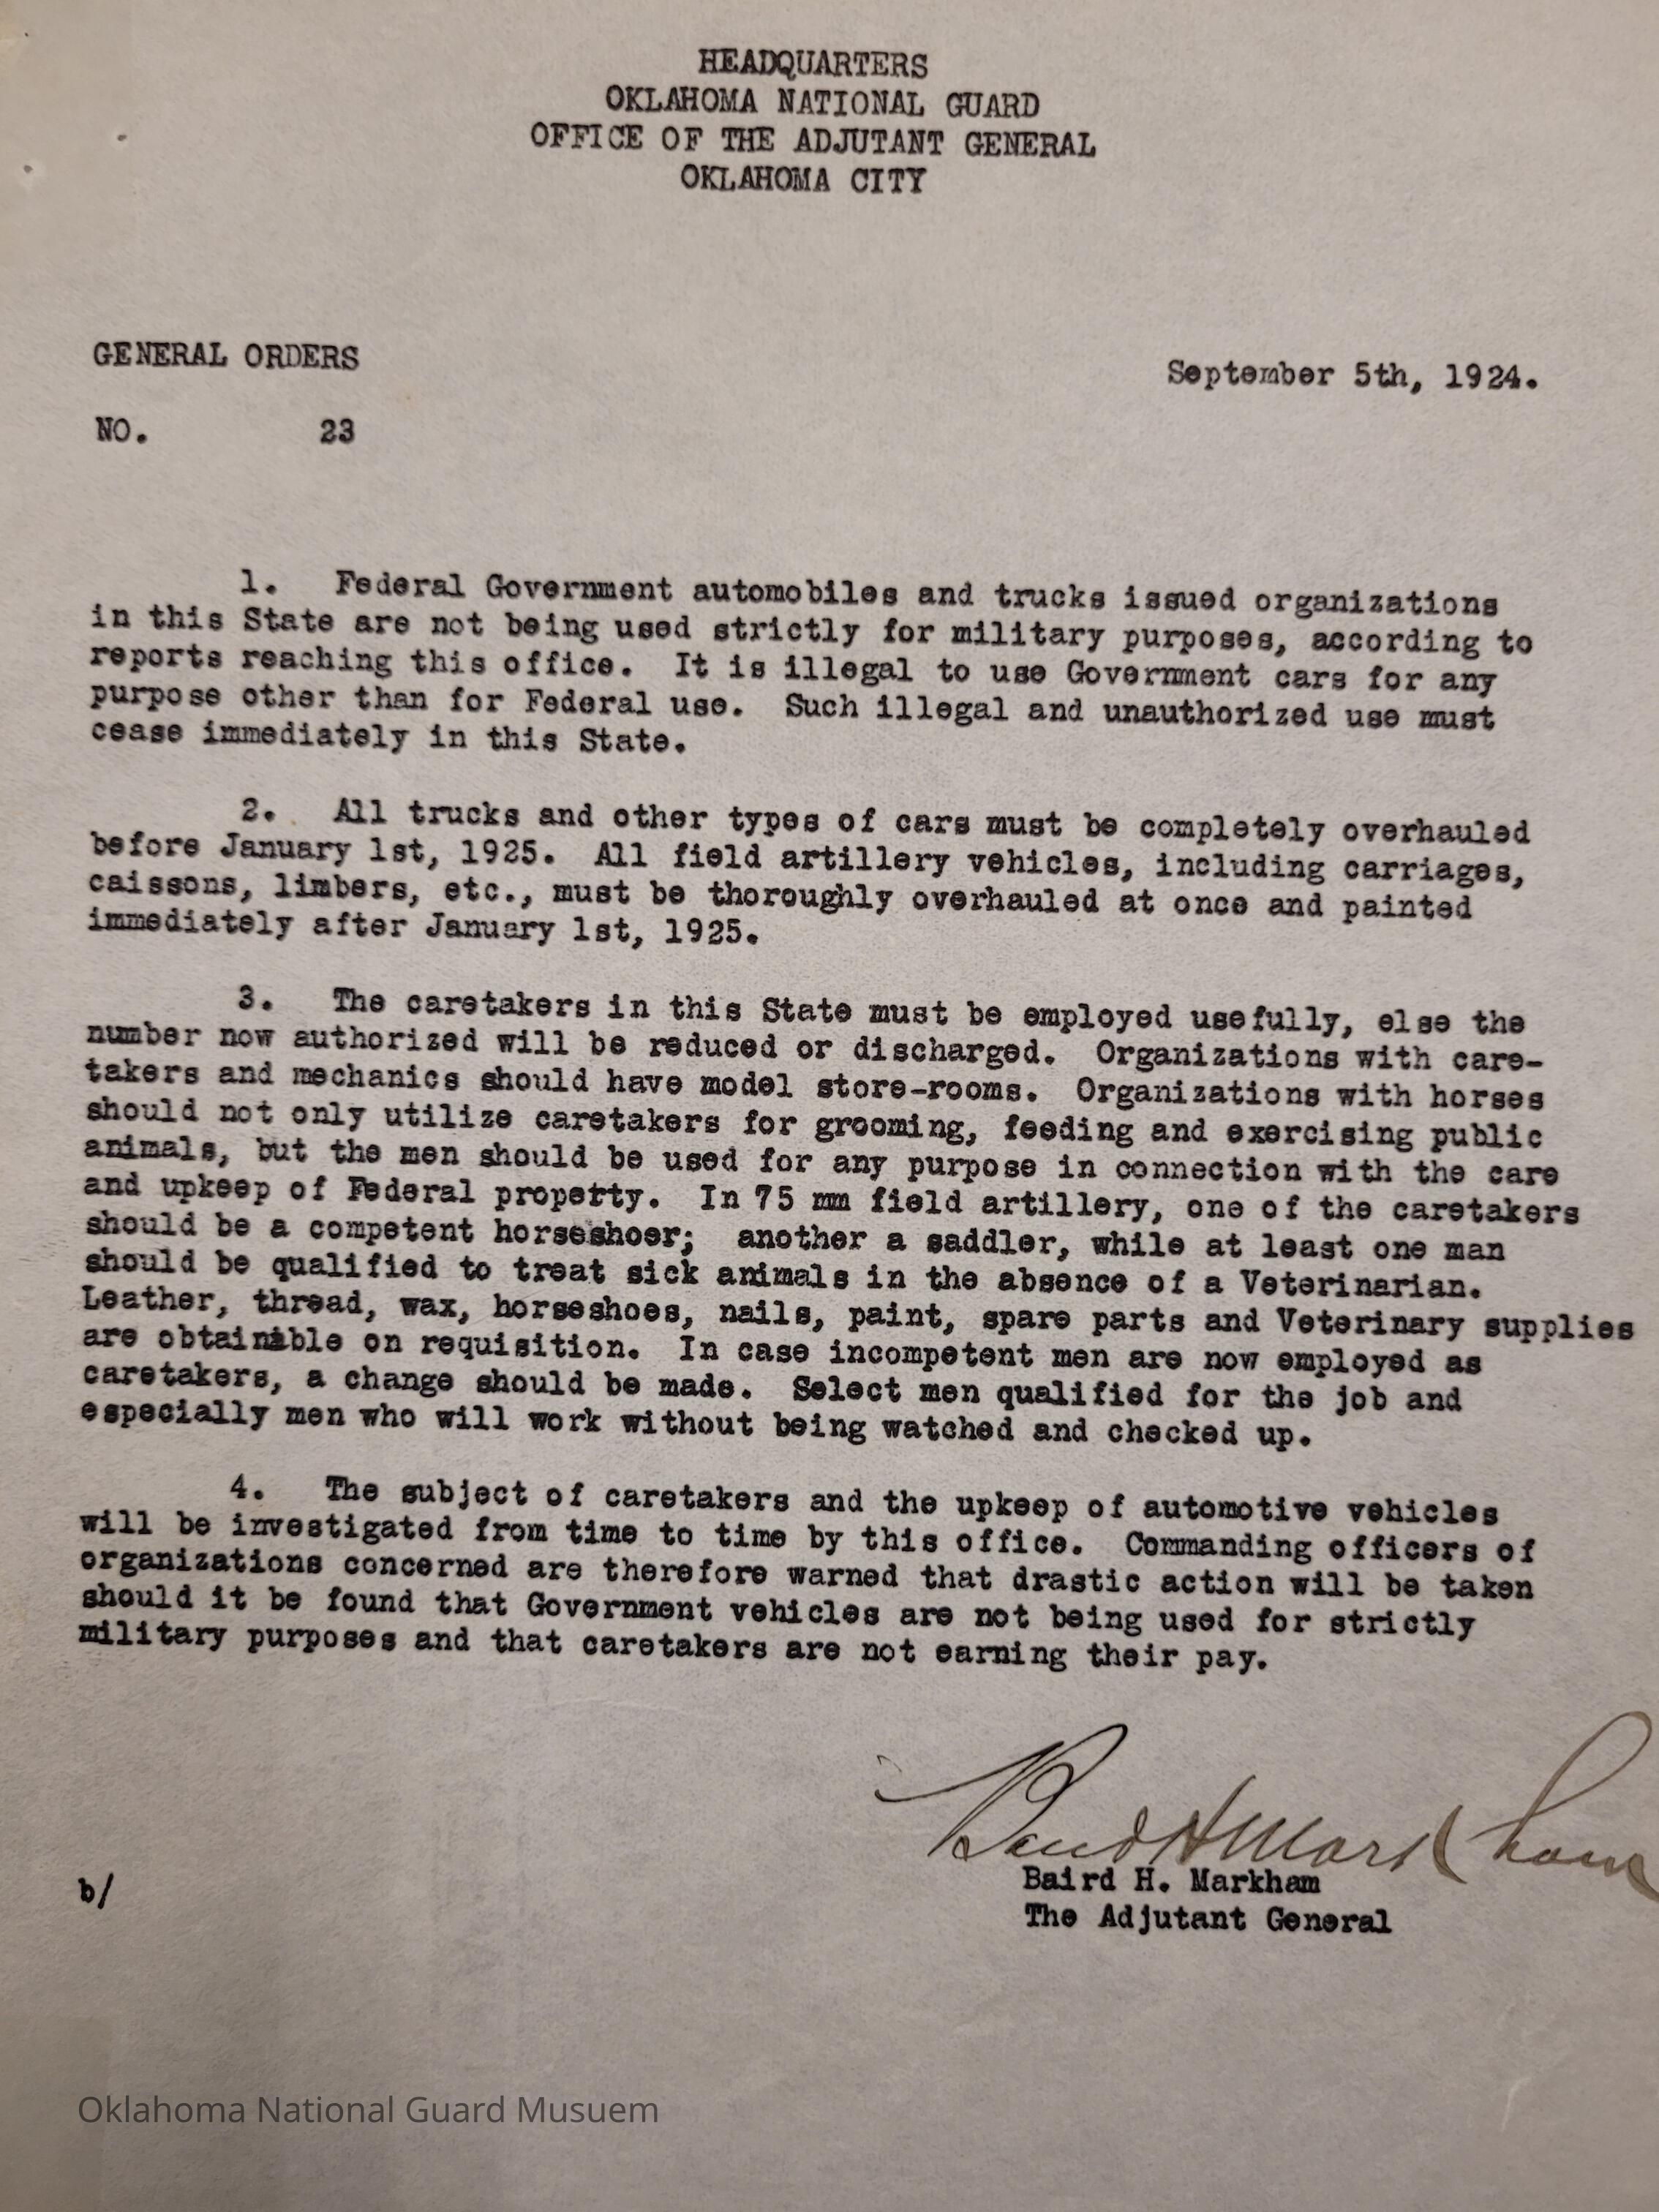 HEADQUARTERS
OKLAHOMA NATIONAL GUARD
OFFICE OF THE ADJUTANT GENERAL
OKLAHOMA CITY
GENERAL ORDERS
September 5th, 1924.
NO. 23
1. Federal Government automobiles and trucks issued organizations
in this State are not being used strictly for military purposes, according to
reports reaching this office. It is illegal to use Government cars for any
purpose other than for Federal use. Such illegal and unauthorized use must
cease immediately in this State.
2. All trucks and other types of cars must be completely overhauled
before January 1st, 1925. All field artillery vehicles, including carriages,
caissons, limbers, etc., must be thoroughly overhauled at once and painted
immediately after January 1st, 1925.
3. The caretakers in this State must be employed usefully, else the
number now authorized will be reduced or discharged. Organizations with care-
takers and mechanics should have model store-rooms. Organizations with horses
should not only utilize caretakers for grooming, feeding and exercising public
animals, but the men should be used for any purpose in connection with the care
and upkeep of Federal property. In 75 mm field artillery, one of the caretakers
should be a competent horseshoer; another a saddler, while at least one man
should be qualified to treat sick animals in the absence of a Veterinarian.
Leather, thread, wax, horseshoes, nails, paint, spare parts and Veterinary supplies
are obtainable on requisition. In case incompetent men are now employed as
caretakers, a change should be made. Select men qualified for the job and
especially men who will work without being watched and checked up.
4. The subject of caretakers and the upkeep of automotive vehicles
will be investigated from time to time by this office. Commanding officers of
organizations concerned are therefore warned that drastic action will be taken
should it be found that Government vehicles are not being used for strictly
military purposes and that caretakers are not earning their pay.
Baird H Markham
b/
Baird H. Markham
The Adjutant General
Oklahoma National Guard Musuem